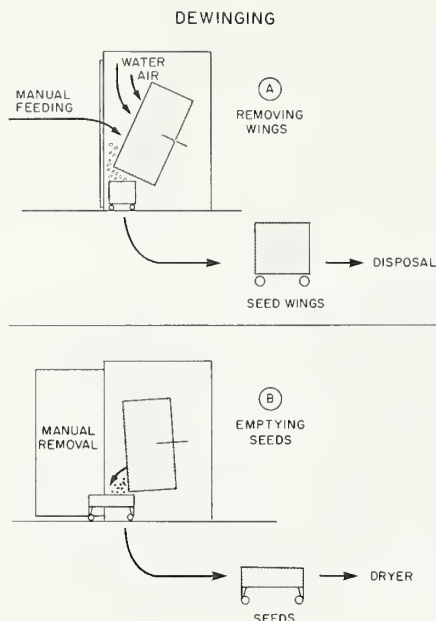 DEWINGING
WATER
AIR
MANUAL
FEEDING
A
REMOVING
WINGS
DISPOSAL
SEED WINGS
B
EMPTYING
SEEDS
MANUAL
REMOVAL
DRYER
SEEDS